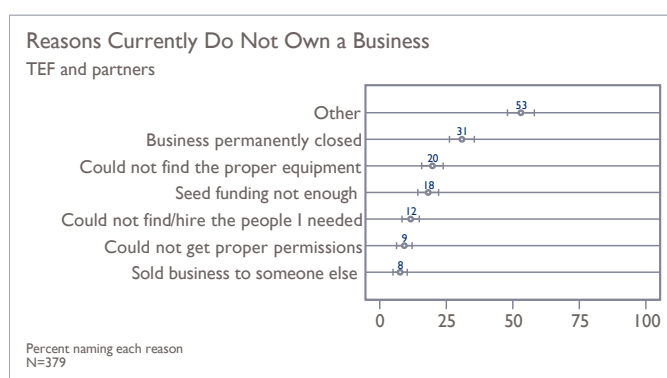 Reasons Currently Do Not Own a Business
TEF and partners
Other 53
Business permanently closed 31
Could not find the proper equipment 20
Seed funding not enough 18
Could not find/hire the people I needed 12
Could not get proper permissions 9
Sold business to someone else 8
0 25 50 75 100
Percent naming each reason
N=379